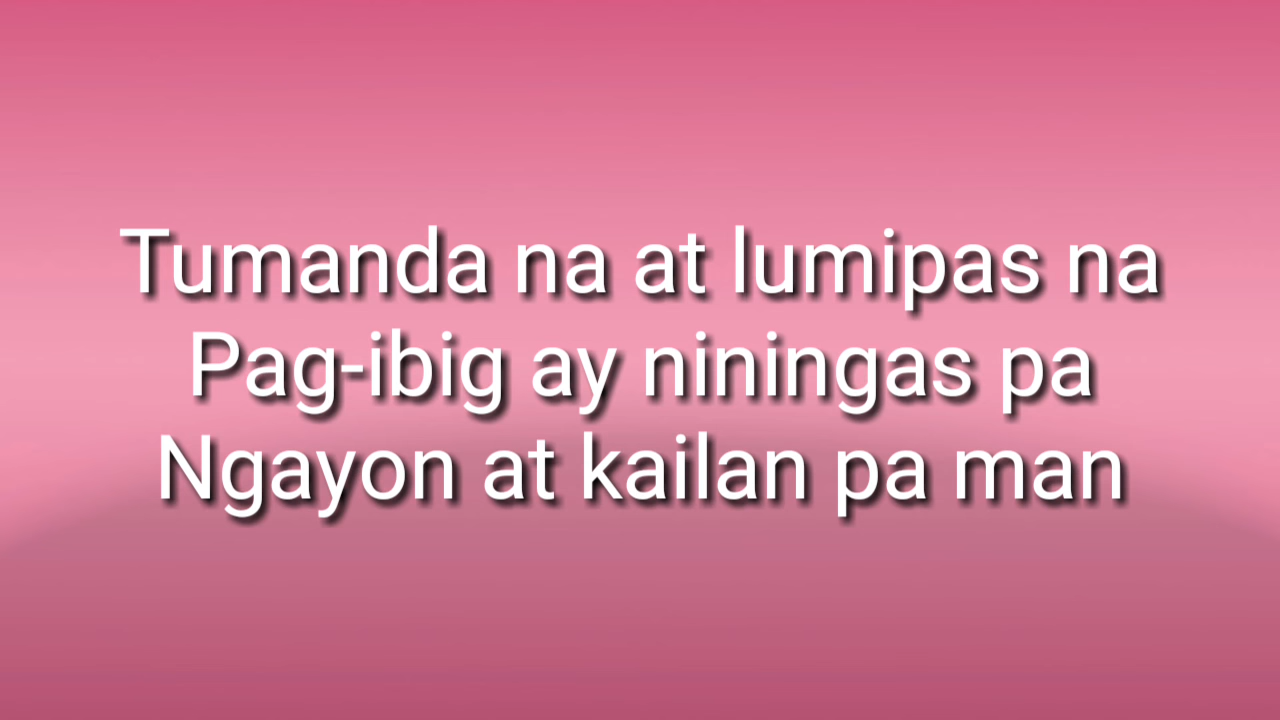 Tumanda na at lumipas na
Pag-ibig ay niningas pa
Ngayon at kailan pa man